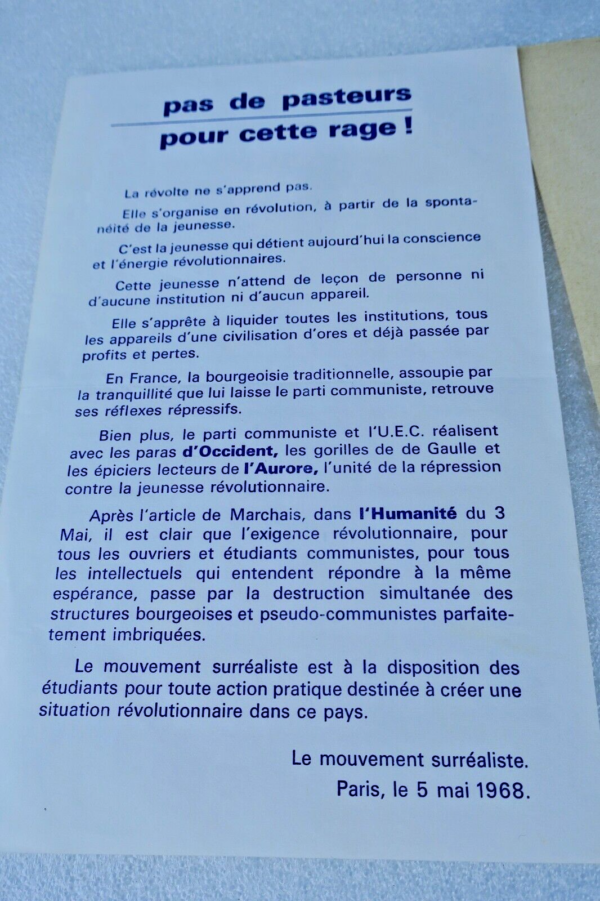 pas de pasteurs
pour cette rage !
La révolte ne s'apprend pas.
Elle s'organise en révolution, à partir de la sponta-
néité de la jeunesse.
C'est la jeunesse qui détient aujourd'hui la conscience
et l'énergie révolutionnaires.
Cette jeunesse n'attend de leçon de personne ni
d'aucune institution ni d'aucun appareil.
Elle s'apprête à liquider toutes les institutions, tous
les appareils d'une civilisation d'ores et déjà passée par
profits et pertes.
En France, la bourgeoisie traditionnelle, assoupie par
la tranquillité que lui laisse le parti communiste, retrouve
ses réflexes répressifs.
Bien plus, le parti communiste et l'U.E.C. réalisent
avec les paras d'Occident, les gorilles de de Gaulle et
les épiciers lecteurs de l'Aurore, l'unité de la répression
contre la jeunesse révolutionnaire.
Après l'article de Marchais, dans l'Humanité du 3
Mai, il est clair que l'exigence révolutionnaire, pour
tous les ouvriers et étudiants communistes, pour tous
les intellectuels qui entendent répondre à la même
espérance, passe par la destruction simultanée des
structures bourgeoises et pseudo-communistes parfaite-
tement imbriquées.
Le mouvement surréaliste est à la disposition des
étudiants pour toute action pratique destinée à créer une
situation révolutionnaire dans ce pays.
Le mouvement surréaliste.
Paris, le 5 mai 1968.